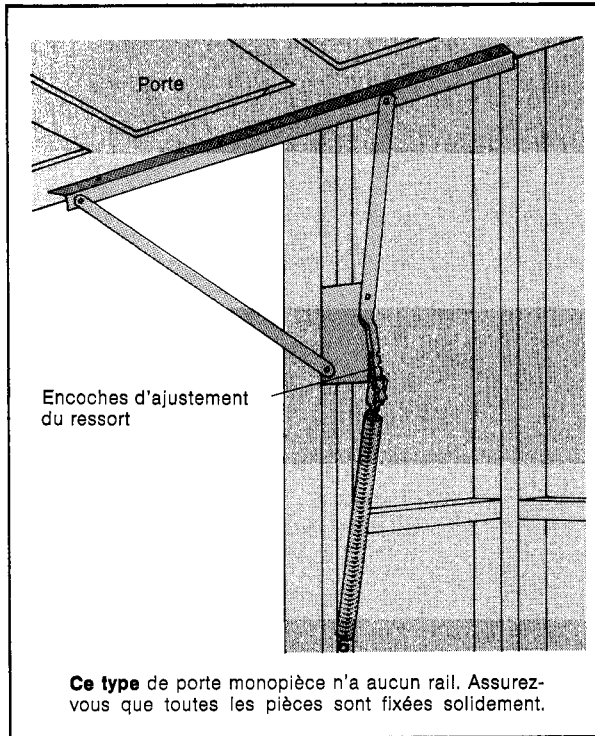 Porte
Encoches d'ajustement
du ressort
Ce type de porte monopièce n'a aucun rail. Assurez-
vous que toutes les pièces sont fixées solidement.